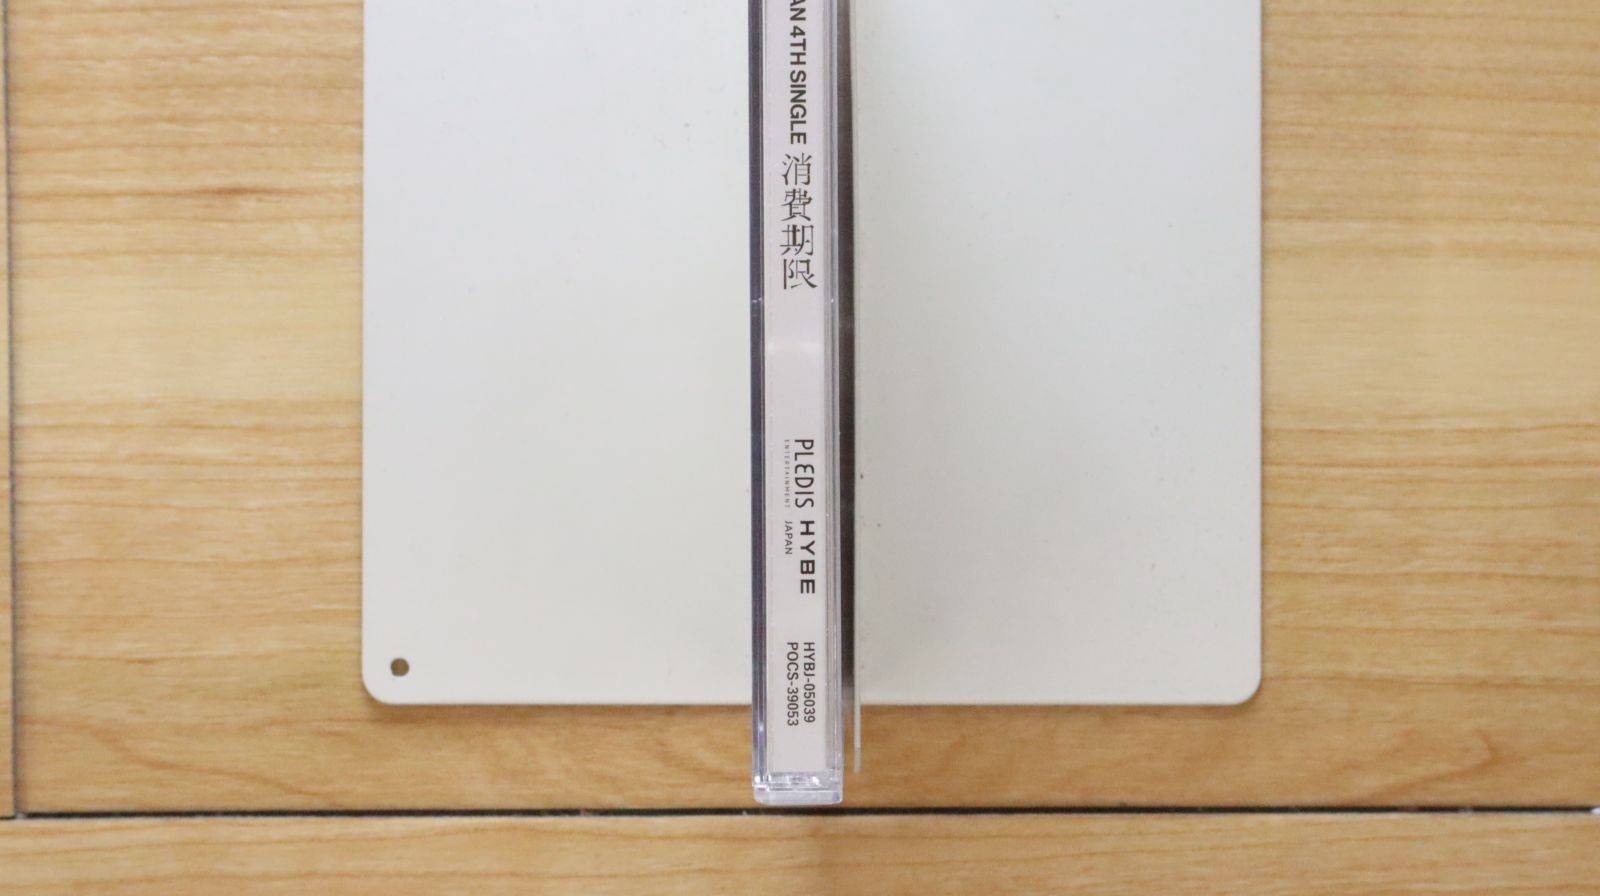 AN 4TH SINGLE 消費期限
PLEDIS
ENTERTAINMENT
HYBE
JAPAN
HYBJ-05039
POCS-39053